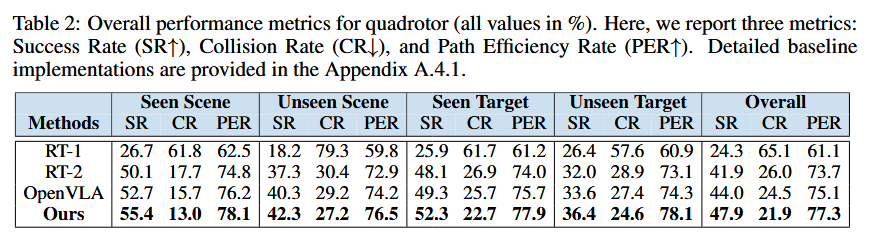 Table 2: Overall performance metrics for quadrotor (all values in %). Here, we report three metrics:
Success Rate (SR↑), Collision Rate (CR↓), and Path Efficiency Rate (PER↑). Detailed baseline
implementations are provided in the Appendix A.4.1.
Seen Scene Unseen Scene Seen Target Unseen Target Overall
Methods SR CR PER SR CR PER SR CR PER SR CR PER SR CR PER
RT-1 26.7 61.8 62.5 18.2 79.3 59.8 25.9 61.7 61.2 26.4 57.6 60.9 24.3 65.1 61.1
RT-2 50.1 17.7 74.8 37.3 30.4 72.9 48.1 26.9 74.0 32.0 28.9 73.1 41.9 26.0 73.7
OpenVLA 52.7 15.7 76.2 40.3 29.2 74.2 49.3 25.7 75.7 33.6 27.4 74.3 44.0 24.5 75.1
Ours 55.4 13.0 78.1 42.3 27.2 76.5 52.3 22.7 77.9 36.4 24.6 78.1 47.9 21.9 77.3